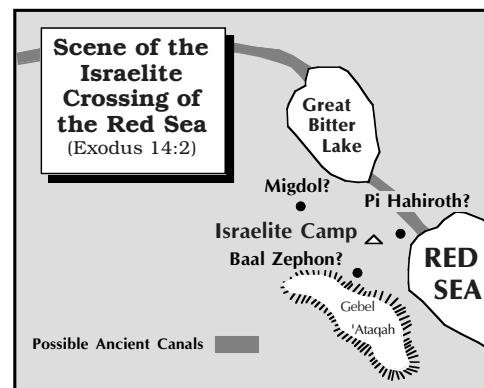 Scene of the
Israelite
Crossing of
the Red Sea
(Exodus 14:2)
Great
Bitter
Lake
Migdol?
Pi Hahiroth?
Israelite Camp
Baal Zephon?
RED
SEA
Gebel
'Ataqah
Possible Ancient Canals